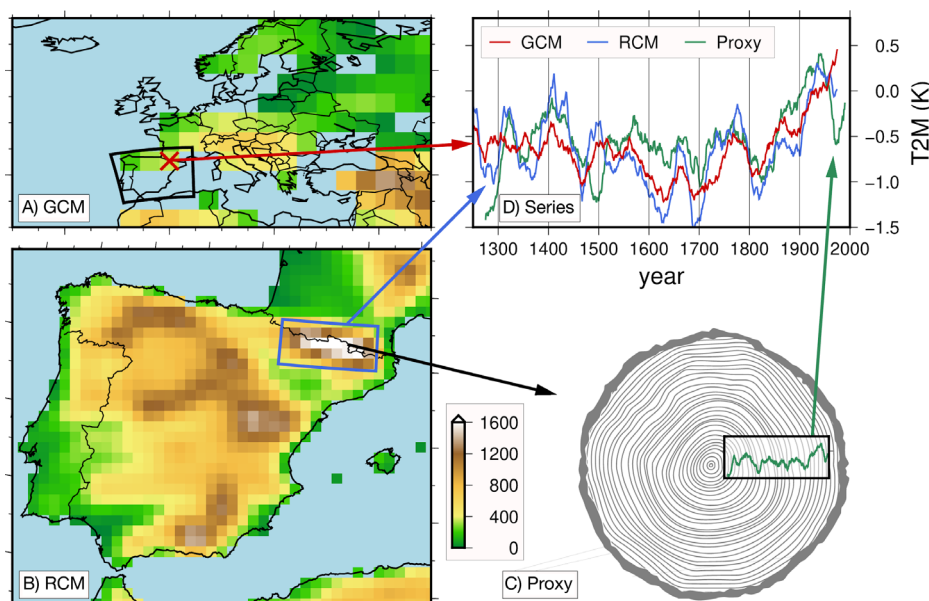 A) GCM
GCM RCM Proxy
0.5
0.0
−0.5
−1.0
−1.5
T2M (K)
D) Series
1300 1400 1500 1600 1700 1800 1900 2000
year
B) RCM
1600
1200
800
400
0
C) Proxy